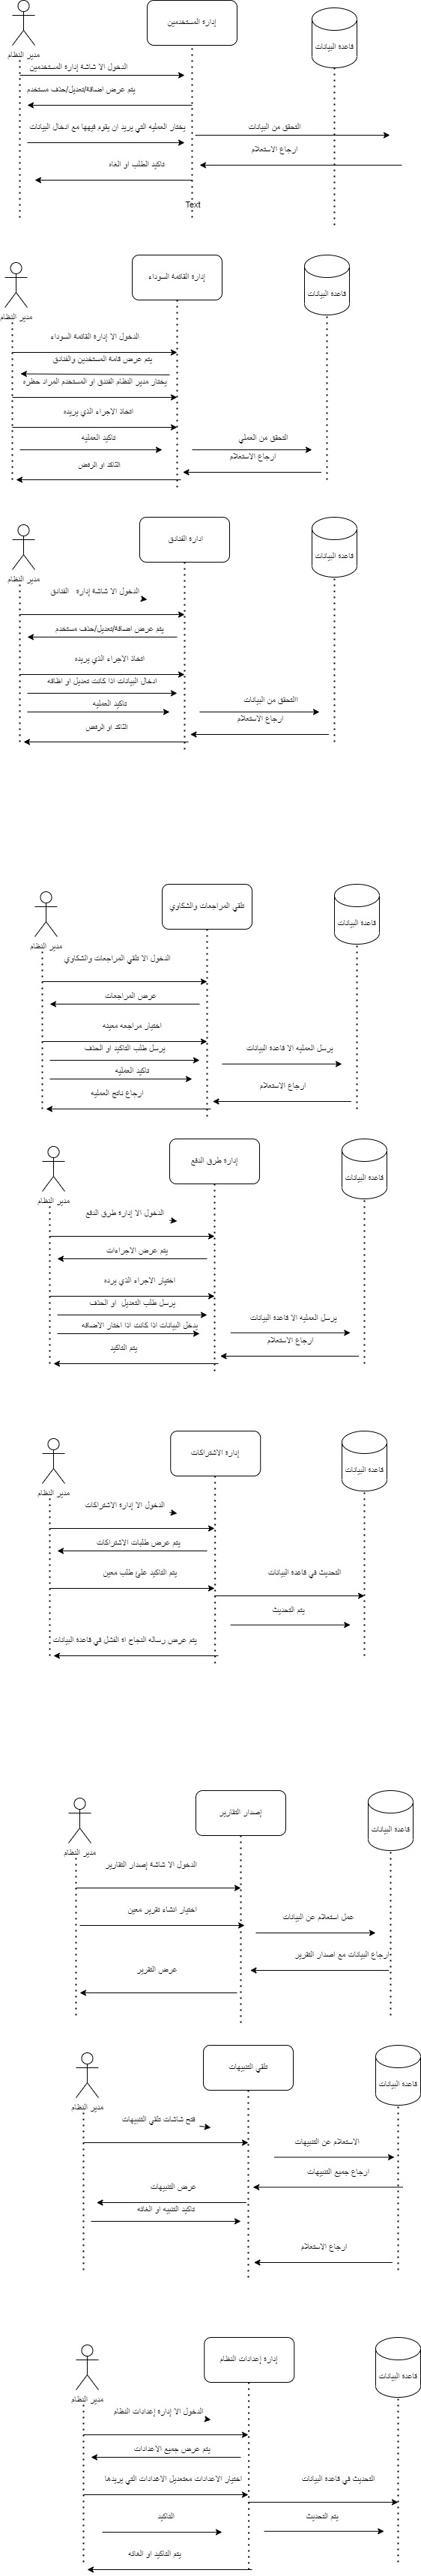 إدارة المستخدمين
قاعدة البيانات
مدير النظام
الدخول الا شاشة إدارة المستخدمين
يتم عرض اضافة/تعديل/حذف مستخدم
يختار العمليه التي يريد ان يقوم فيهها مع ادخال البيانات
التحقق من البيانات
ارجاع الاستعلام
تاكيد الطلب او الغاه
Text
إدارة القائمة السوداء
قاعدة البيانات
مدير النظام
الدخول الا إدارة القائمة السوداء
يتم عرض قامة المستخدين والفنادق
يختار مدير النظام الفندق او المستخدم المراد حظره
اتخاذ الاجراء الذي يريده
تاكيد العمليه
التحقق من العملي
ارجاع الاستعلام
التاكد او الرفض
ادارة الفنادق
قاعدة البيانات
مدير النظام
الدخول الا شاشة إدارة الفنادق
يتم عرض اضافة/تعديل/حذف مستخدم
اتخاذ الاجراء الذي يريده
ادخال البيانات اذا كانت تعديل او اظافه
تاكيد العمليه
االتحقق من البيانات
ارجاع الاستعلام
التاكد او الرفض
تلقي المراجعات والشكاوي
قاعدة البيانات
مدير النظام
الدخول الا تلقي المراجعات والشكاوي
عرض المراجعات
اختيار مراجعه معينه
يرسل طلب التاكيد او الحذف
يرسل العمليه الا قاعدة البيانات
تاكيد العمليه
ارجاع الاستعلام
ارجاع ناتج العمليه
إدارة طرق الدفع
قاعدة البيانات
مدير النظام
الدخول الا إدارة طرق الدفع
يتم عرض الاجراءات
اختيار الاجراء الذي يرده
يرسل طلب التعديل او الحذف
يدخل البيانات اذا كانت اذا اختار الاضافه
يرسل العمليه الا قاعدة البيانات
ارجاع الاستعلام
يتم التاكيد
إدارة الاشتراكات
قاعدة البيانات
مدير النظام
الدخول الا إدارة الاشتراكات
يتم عرض طلبات الاشتراكات
يتم التاكيد علئ طلب معين
التحديث في قاعدة البيانات
يتم التحديث
يتم عرض رساله النجاح اة الفشل في قاعدة البيانات
إصدار التقارير
قاعدة البيانات
مدير النظام
الدخول الا شاشة إصدار التقارير
اختيار انشاء تقرير معين
عمل استعلام عن البيانات
ارجاع البيانات مع اصدار التقرير
عرض التقرير
تلقي التنبيهات
قاعدة البيانات
مدير النظام
فتح شاشات تلقي التنبيهات
الاستعلام عن التنبيهات
ارجاع جميع التنبيهات
عرض التنبيهات
تاكيد التنبيه او الغائه
ارجاع الاستعلام
إدارة إعدادات النظام
قاعدة البيانات
مدير النظام
الدخول الا إدارة إعدادات النظام
يتم عرض جميع الاعدادات
اختيار الاعدادات معتعديل الاعدادات التي يريدها
التحديث في قاعدة البيانات
التاكيد
يتم التحديث
يتم التاكيد او الغائه